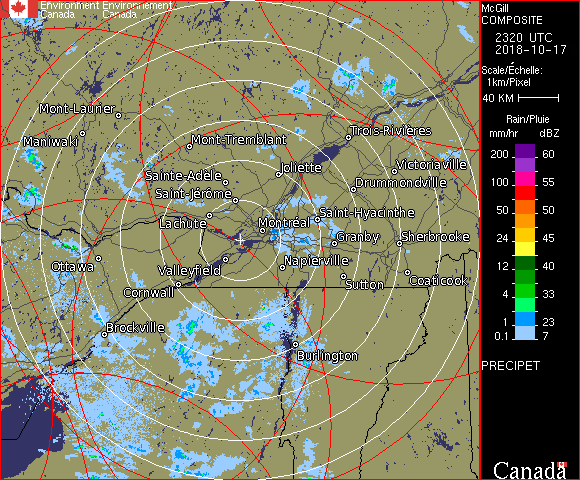 Environment Environnement
Canada Canada
McGill
COMPOSITE
2320 UTC
2018-10-17
Scale/Échelle:
1km/Pixel
40 KM
Rain/Pluie
mm/hr dBZ
200 60
100 55
50 50
24 45
12 40
4 33
1 23
0.1 7
PRECIPET
Canada
Mont-Laurier
Maniwaki
Mont-Tremblant
Trois-Rivières
Joliette
Victoriaville
Sainte-Adèle
Drummondville
Saint-Jérôme
Saint-Hyacinthe
Lachute
Montréal
Granby
Sherbrooke
Ottawa
Valleyfield
Napierville
Cornwall
Sutton
Coaticook
Brockville
Burlington